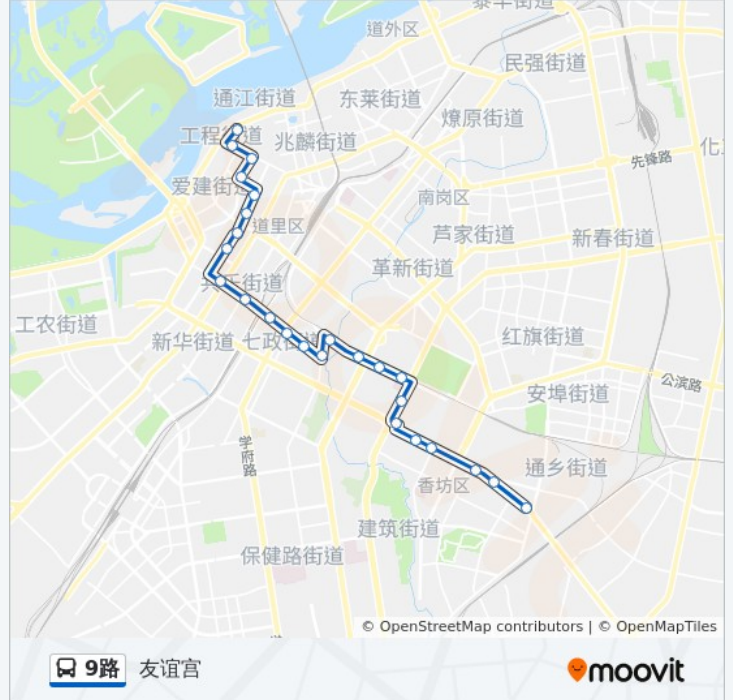 泰华街道
道外区
民强街道
通江街道
东莱街道
燎原街道
工程街道
兆麟街道
化工
先锋路
爱建街道
南岗区
道里区
芦家街道
新春街道
革新街道
共乐街道
工农街道
新华街道
七政街道
红旗街道
公滨路
安埠街道
学府路
通乡街道
香坊区
建筑街道
保健路街道
© OpenStreetMap contributors | © OpenMapTiles
9路 友谊宫
moovit